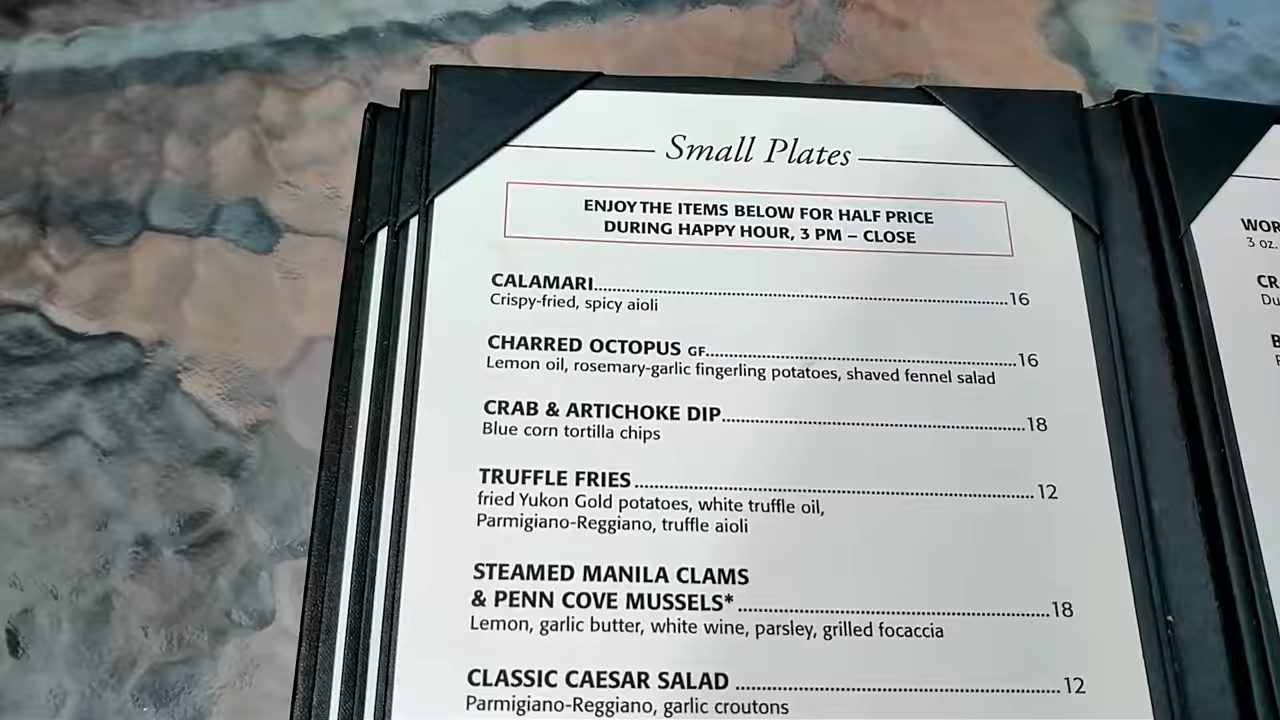 Small Plates
ENJOY THE ITEMS BELOW FOR HALF PRICE
DURING HAPPY HOUR, 3 PM – CLOSE
CALAMARI..........16
Crispy-fried, spicy aioli
CHARRED OCTOPUS GF..........16
Lemon oil, rosemary-garlic fingerling potatoes, shaved fennel salad
CRAB & ARTICHOKE DIP..........18
Blue corn tortilla chips
TRUFFLE FRIES..........12
fried Yukon Gold potatoes, white truffle oil,
Parmigiano-Reggiano, truffle aioli
STEAMED MANILA CLAMS
& PENN COVE MUSSELS*..........18
Lemon, garlic butter, white wine, parsley, grilled focaccia
CLASSIC CAESAR SALAD..........12
Parmigiano-Reggiano, garlic croutons
3 oz.